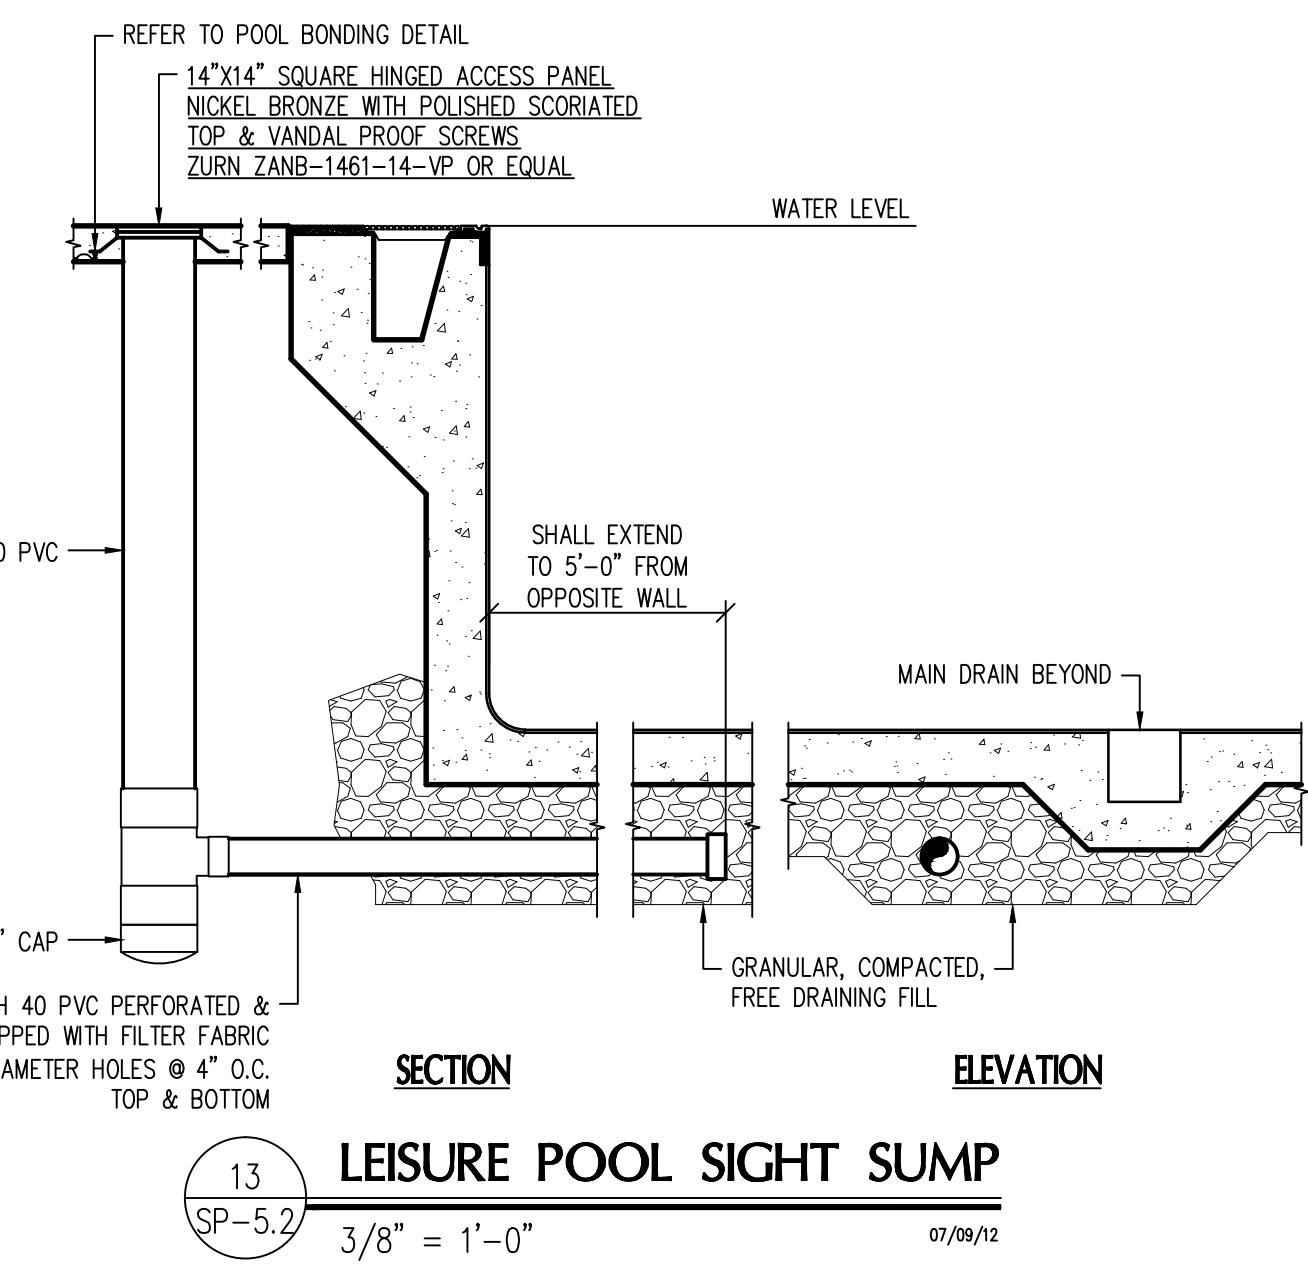 REFER TO POOL BONDING DETAIL
14"X14" SQUARE HINGED ACCESS PANEL
NICKEL BRONZE WITH POLISHED SCORIATED
TOP & VANDAL PROOF SCREWS
ZURN ZANB-1461-14-VP OR EQUAL
WATER LEVEL
0 PVC
SHALL EXTEND
TO 5'-0" FROM
OPPOSITE WALL
MAIN DRAIN BEYOND
" CAP
H 40 PVC PERFORATED &
PPED WITH FILTER FABRIC
AMETER HOLES @ 4" O.C.
TOP & BOTTOM
GRANULAR, COMPACTED,
FREE DRAINING FILL
SECTION
ELEVATION
13
SP-5.2
LEISURE POOL SIGHT SUMP
3/8" = 1'-0"
07/09/12